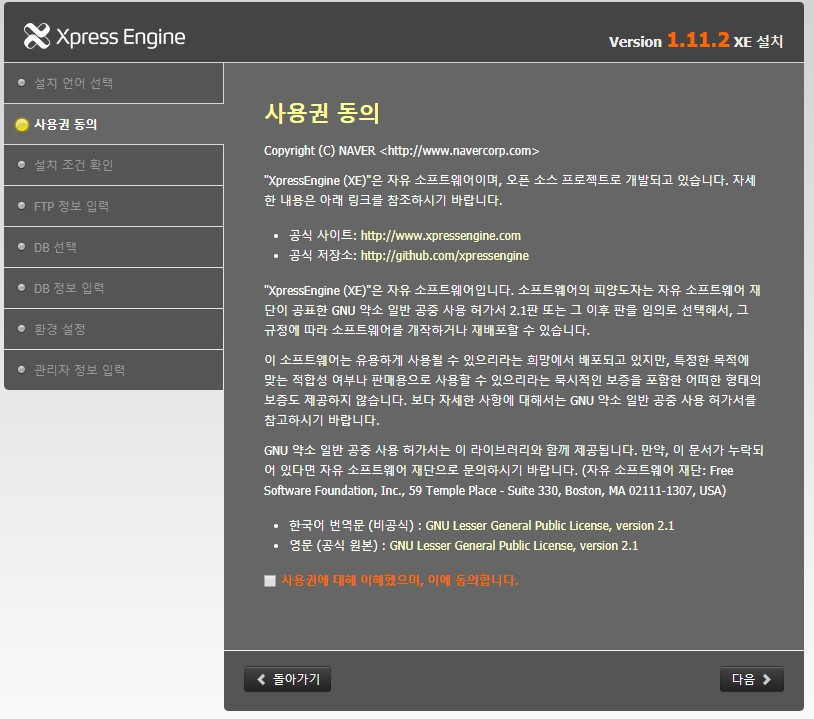 Xpress Engine
Version 1.11.2 XE 설치
설치 언어 선택
사용권 동의
설치 조건 확인
FTP 정보 입력
DB 선택
DB 정보 입력
환경 설정
관리자 정보 입력
사용권 동의
Copyright (C) NAVER <http://www.navercorp.com>
"XpressEngine (XE)"은 자유 소프트웨어이며, 오픈 소스 프로젝트로 개발되고 있습니다. 자세
한 내용은 아래 링크를 참조하시기 바랍니다.
• 공식 사이트: http://www.xpressengine.com
• 공식 저장소: http://github.com/xpressengine
"XpressEngine (XE)"은 자유 소프트웨어입니다. 소프트웨어의 피양도자는 자유 소프트웨어 재
단이 공표한 GNU 약소 일반 공중 사용 허가서 2.1판 또는 그 이후 판을 임의로 선택해서, 그
규정에 따라 소프트웨어를 개작하거나 재배포할 수 있습니다.
이 소프트웨어는 유용하게 사용될 수 있으리라는 희망에서 배포되고 있지만, 특정한 목적에
맞는 적합성 여부나 판매용으로 사용할 수 있으리라는 묵시적인 보증을 포함한 어떠한 형태의
보증도 제공하지 않습니다. 보다 자세한 사항에 대해서는 GNU 약소 일반 공중 사용 허가서를
참고하시기 바랍니다.
GNU 약소 일반 공중 사용 허가서는 이 라이브러리와 함께 제공됩니다. 만약, 이 문서가 누락되
어 있다면 자유 소프트웨어 재단으로 문의하시기 바랍니다. (자유 소프트웨어 재단: Free
Software Foundation, Inc., 59 Temple Place - Suite 330, Boston, MA 02111-1307, USA)
• 한국어 번역문 (비공식) : GNU Lesser General Public License, version 2.1
• 영문 (공식 원본) : GNU Lesser General Public License, version 2.1
사용권에 대해 이해했으며, 이에 동의합니다.
돌아가기
다음